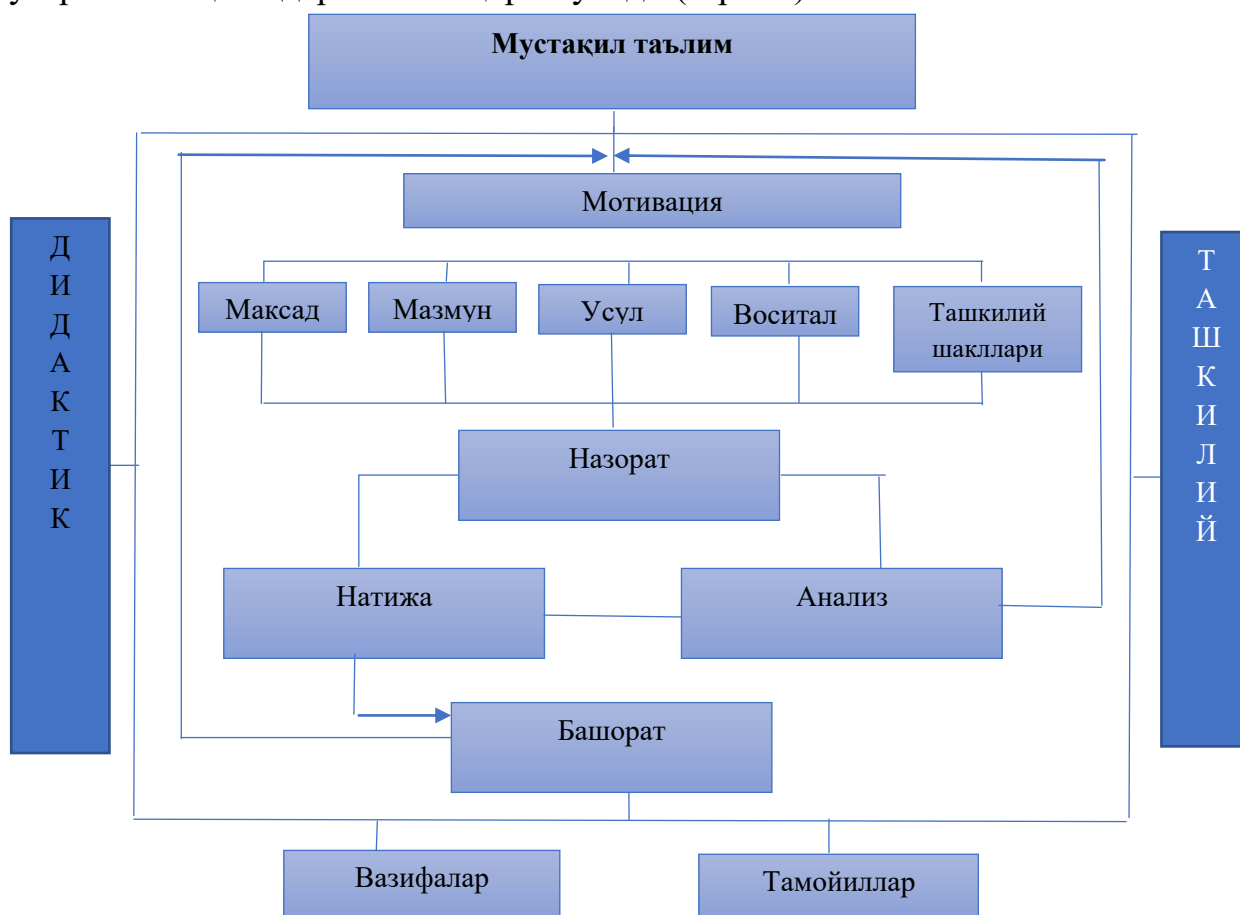 Мустақил таълим
Мотивация
Д
И
Д
А
К
Т
И
К
Т
А
Ш
К
И
Л
И
Й
Максад
Мазмун
Усул
Воситал
Ташкилий
шакллари
Назорат
Натижа
Анализ
Башорат
Вазифалар
Тамойиллар